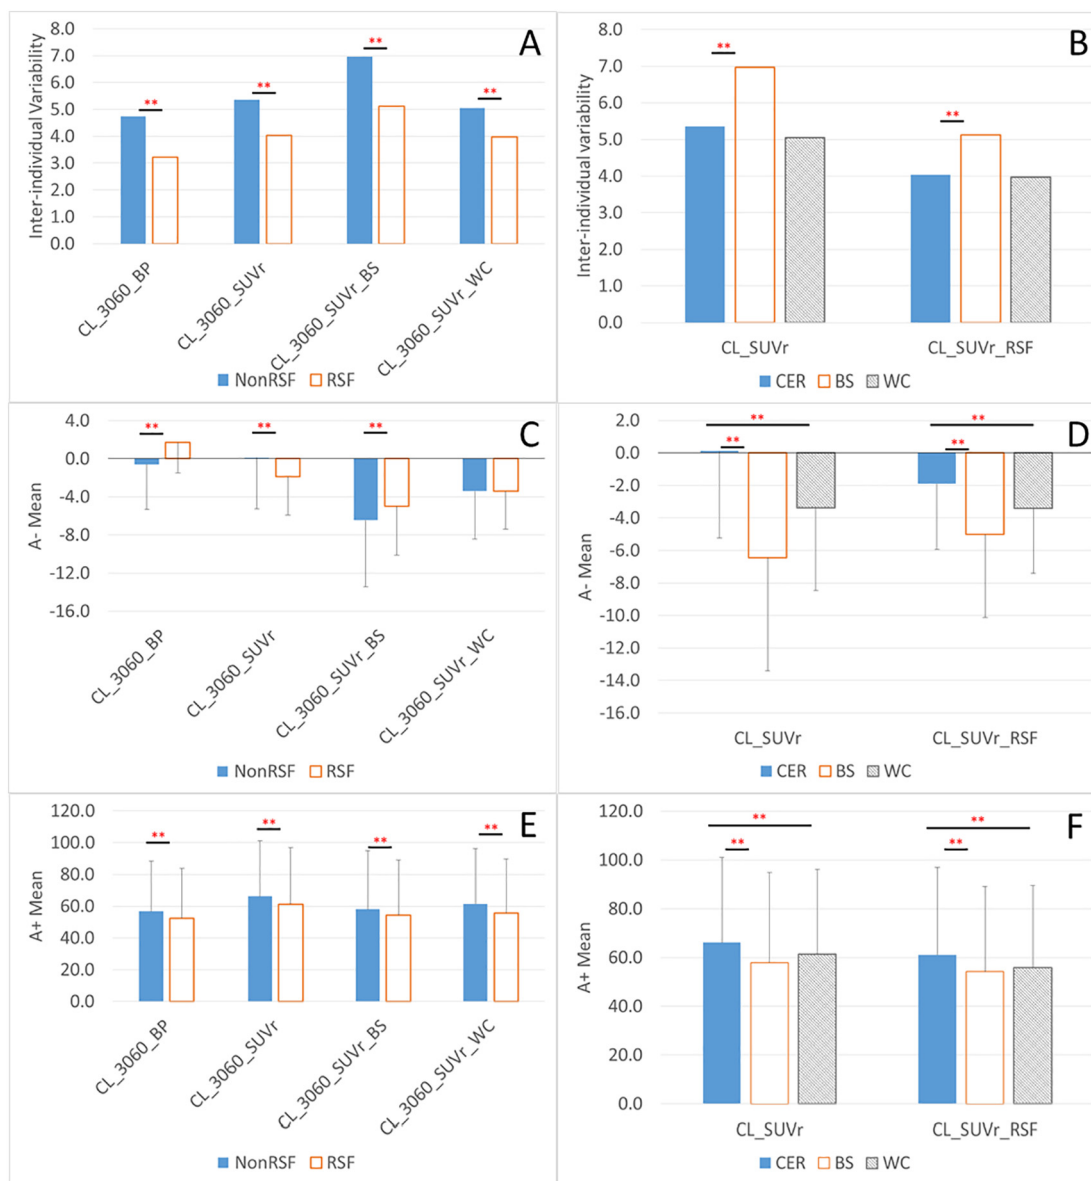 A
Inter-individual Variability
8.0
7.0
6.0
5.0
4.0
3.0
2.0
1.0
0.0
**
**
**
**
CL_3060_BP
CL_3060_SUVr
CL_3060_SUVr_BS
CL_3060_SUVr_WC
NonRSF RSF
B
Inter-individual variability
8.0
7.0
6.0
5.0
4.0
3.0
2.0
1.0
0.0
**
**
CL_SUVr CL_SUVr_RSF
CER BS WC
C
A- Mean
4.0
0.0
-4.0
-8.0
-12.0
-16.0
**
**
**
CL_3060_BP
CL_3060_SUVr
CL_3060_SUVr_BS
CL_3060_SUVr_WC
NonRSF RSF
D
A- Mean
2.0
0.0
-2.0
-4.0
-6.0
-8.0
-10.0
-12.0
-14.0
-16.0
**
**
**
**
CL_SUVr CL_SUVr_RSF
CER BS WC
E
A+ Mean
120.0
100.0
80.0
60.0
40.0
20.0
0.0
**
**
**
**
CL_3060_BP
CL_3060_SUVr
CL_3060_SUVr_BS
CL_3060_SUVr_WC
NonRSF RSF
F
A+ Mean
120.0
100.0
80.0
60.0
40.0
20.0
0.0
**
**
**
**
CL_SUVr CL_SUVr_RSF
CER BS WC